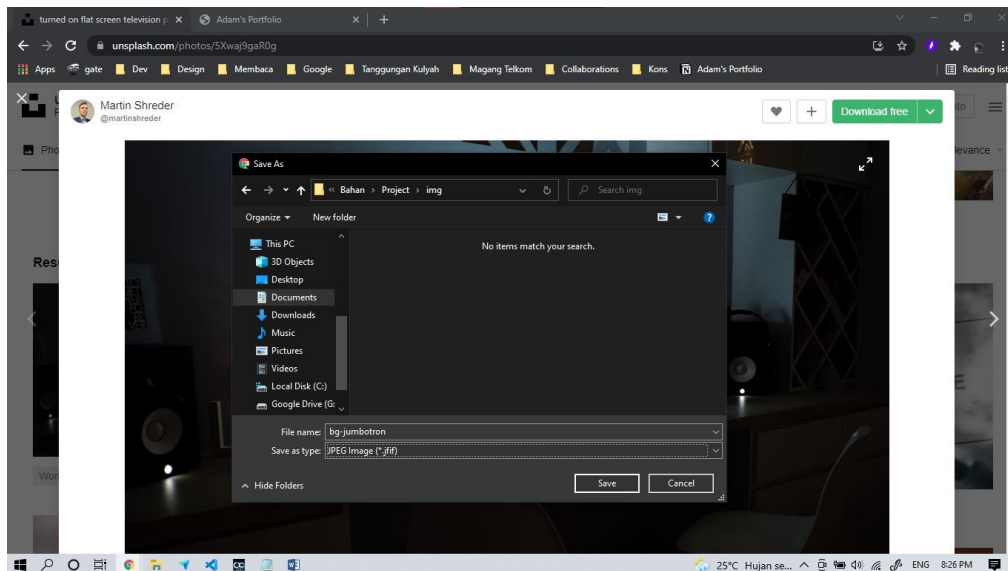 turned on flat screen television p
Adam's Portfolio
unsplash.com/photos/5Xwaj9gaR0g
Apps
gate
Dev
Design
Membaca
Google
Tanggungan Kulyah
Magang Telkom
Collaborations
Kons
Adam's Portfolio
Reading list
Martin Shreder
@martinshreder
Download free
Pho
levance
Save As
« Bahan › Project › img
Search img
Organize
New folder
This PC
No items match your search.
3D Objects
Desktop
Documents
Downloads
Music
Pictures
Videos
Local Disk (C:)
Google Drive (G:
Res
File name: bg-jumbotron
Save as type: JPEG Image (*.jfif)
Wor
Hide Folders
Save
Cancel
25°C Hujan se...
ENG
8:26 PM